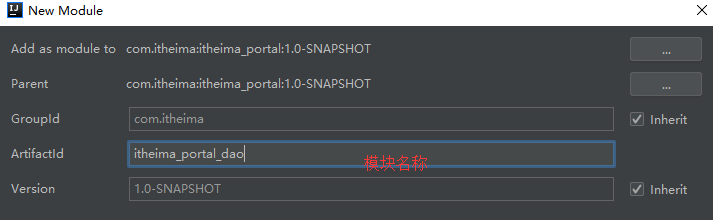 New Module
Add as module to com.itheima:itheima_portal:1.0-SNAPSHOT ...
Parent com.itheima:itheima_portal:1.0-SNAPSHOT ...
GroupId com.itheima Inherit
ArtifactId itheima_portal_dao
模块名称
Version 1.0-SNAPSHOT Inherit